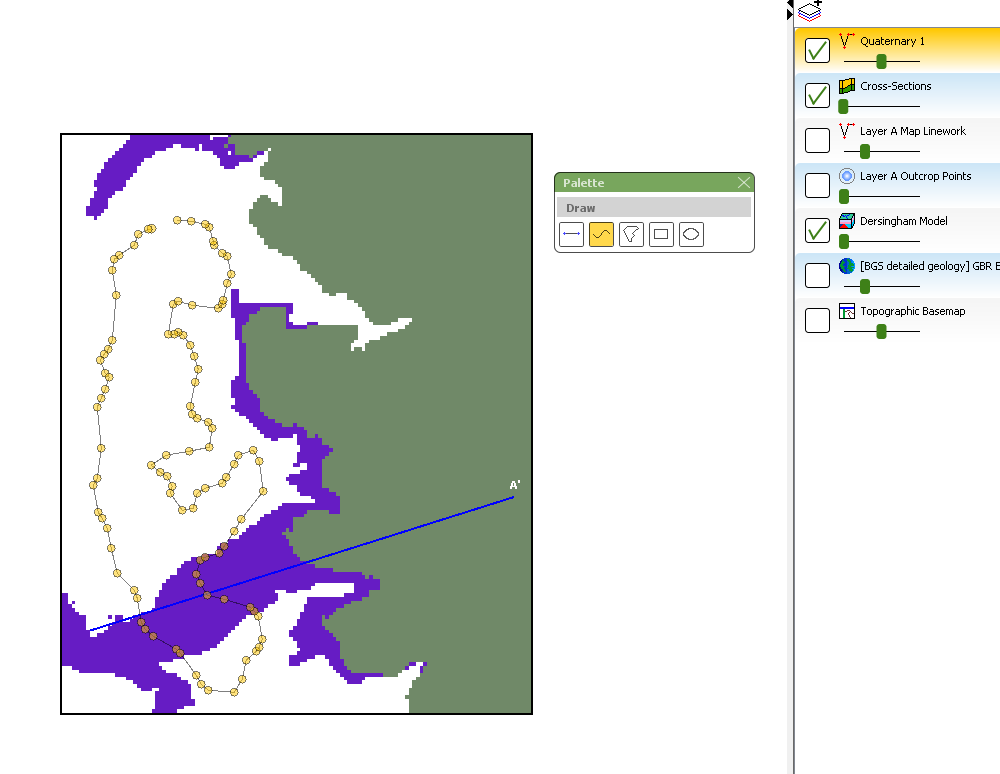 Quaternary 1
Cross-Sections
Layer A Map Linework
Layer A Outcrop Points
Dersingham Model
[BGS detailed geology] GBR B
Topographic Basemap
Palette
Draw
A'